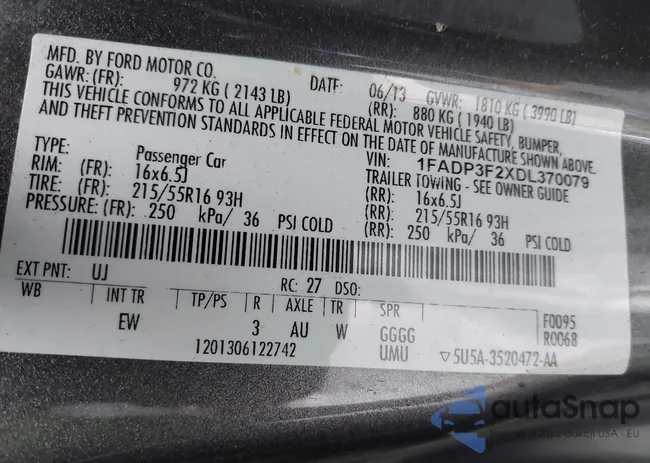 MFD. BY FORD MOTOR CO.
DATE: 06/13 GVWR: 1810 KG ( 3990 LB)
GAWR: (FR): 972 KG ( 2143 LB) (RR): 880 KG ( 1940 LB)
THIS VEHICLE CONFORMS TO ALL APPLICABLE FEDERAL MOTOR VEHICLE SAFETY, BUMPER,
AND THEFT PREVENTION STANDARDS IN EFFECT ON THE DATE OF MANUFACTURE SHOWN ABOVE.
VIN: 1FADP3F2XDL370079
TYPE: Passenger Car TRAILER TOWING - SEE OWNER GUIDE
RIM: (FR): 16x6.5J (RR): 16x6.5J
TIRE: (FR): 215/55R16 93H (RR): 215/55R16 93H
PRESSURE: (FR): 250 kPa/ 36 PSI COLD (RR): 250 kPa/ 36 PSI COLD
EXT PNT: UJ RC: 27 DSO:
WB INT TR TP/PS R AXLE TR SPR F0095
EW 3 AU W GGGG R0068
1201306122742 UMU ▽5U5A-3520472-AA
autoSnap
aukcji USA i EU